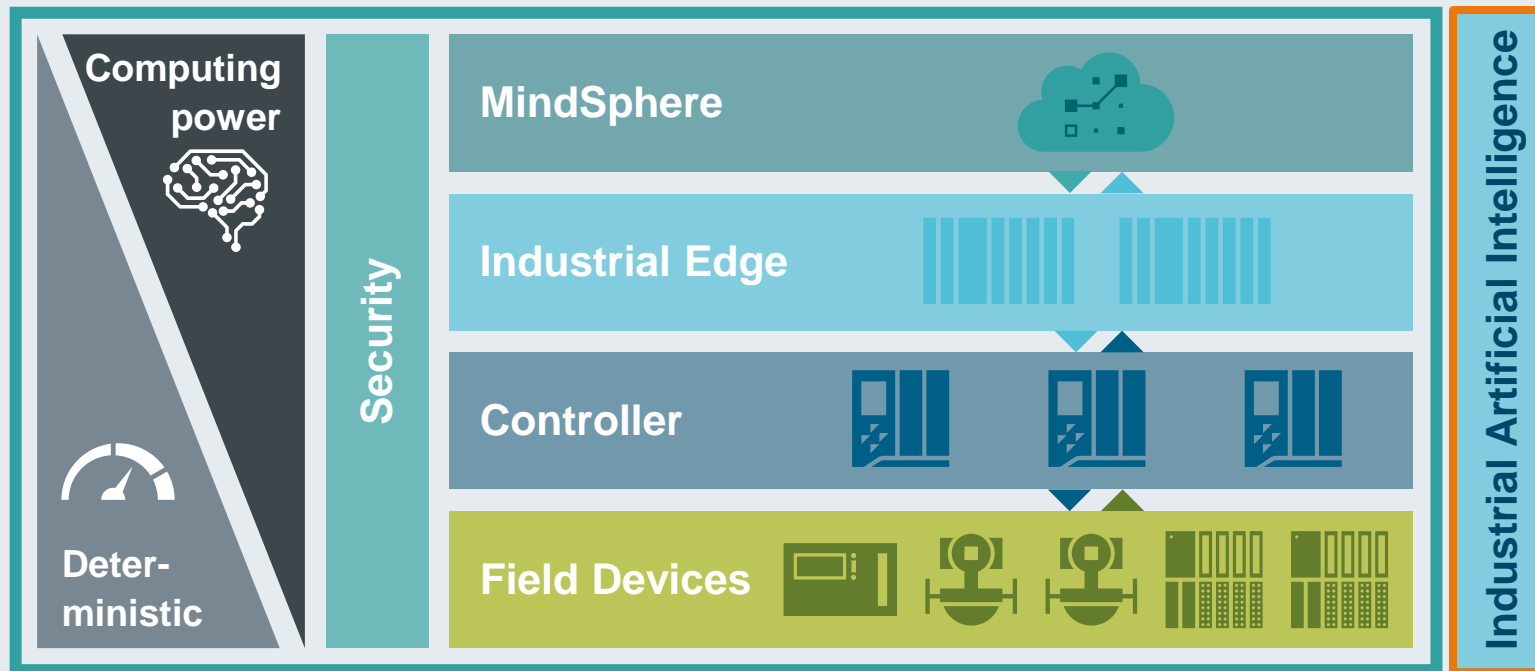 Computing
power
Deter-
ministic
Security
MindSphere
Industrial Edge
Controller
Field Devices
Industrial Artificial Intelligence